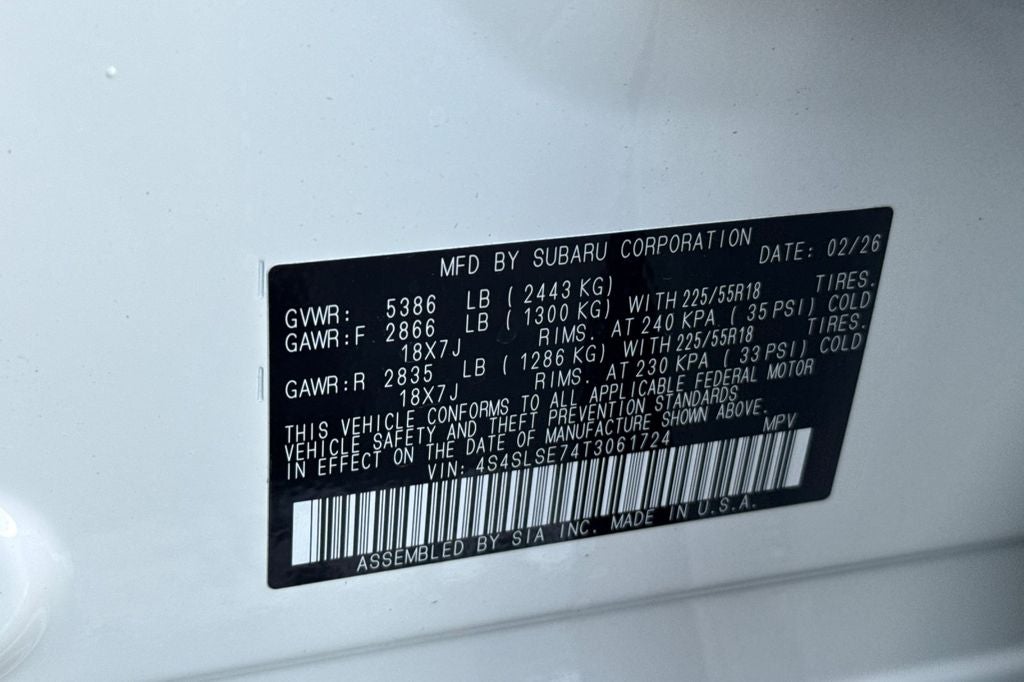 MFD BY SUBARU CORPORATION DATE: 02/26
GVWR: 5386 LB ( 2443 KG)
GAWR:F 2866 LB ( 1300 KG) WITH 225/55R18 TIRES.
18X7J RIMS. AT 240 KPA ( 35 PSI) COLD
GAWR:R 2835 LB ( 1286 KG) WITH 225/55R18 TIRES.
18X7J RIMS. AT 230 KPA ( 33 PSI) COLD
THIS VEHICLE CONFORMS TO ALL APPLICABLE FEDERAL MOTOR
VEHICLE SAFETY AND THEFT PREVENTION STANDARDS
IN EFFECT ON THE DATE OF MANUFACTURE SHOWN ABOVE.
VIN: 4S4SLSE74T3061724 MPV
ASSEMBLED BY SIA INC. MADE IN U.S.A.